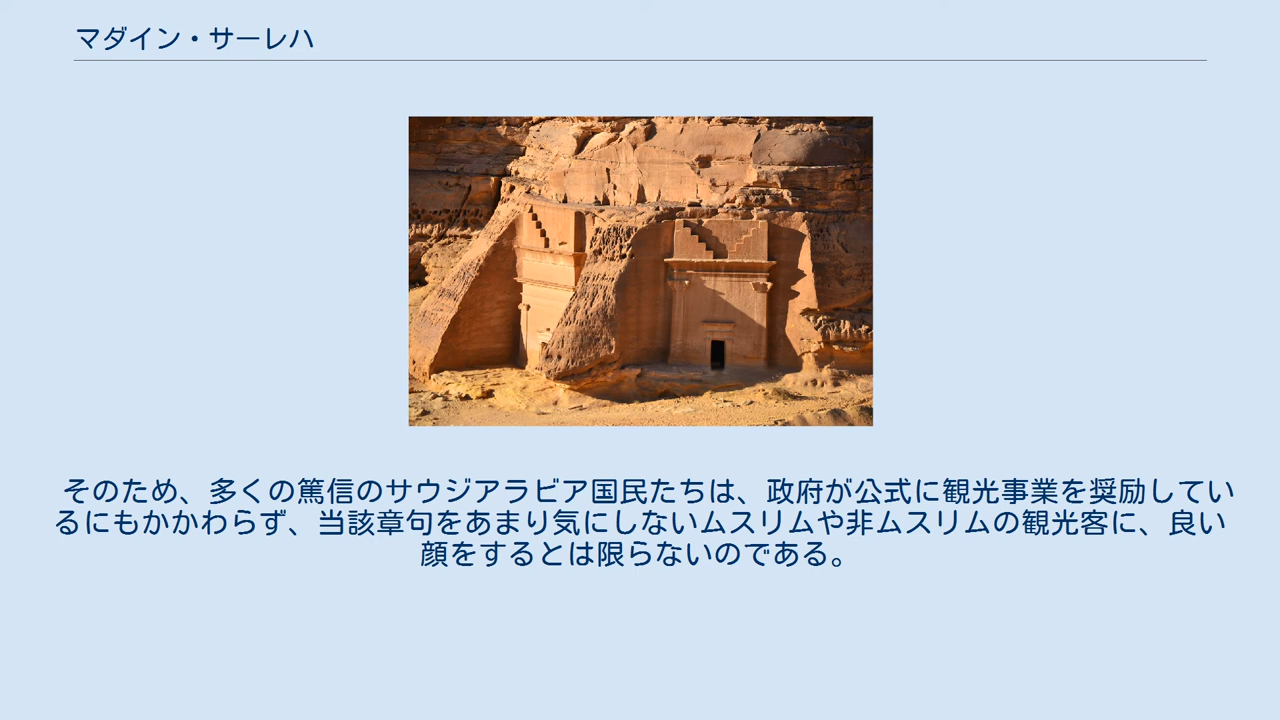 マダイン・サーレハ
そのため、多くの篤信のサウジアラビア国民たちは、政府が公式に観光事業を奨励してい
るにもかかわらず、当該章句をあまり気にしないムスリムや非ムスリムの観光客に、良い
顔をするとは限らないのである。